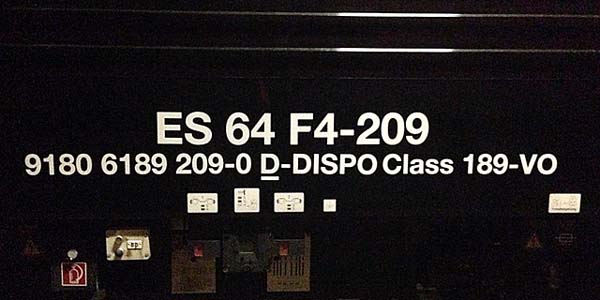 ES 64 F4-209
9180 6189 209-0 D-DISPO Class 189-VO